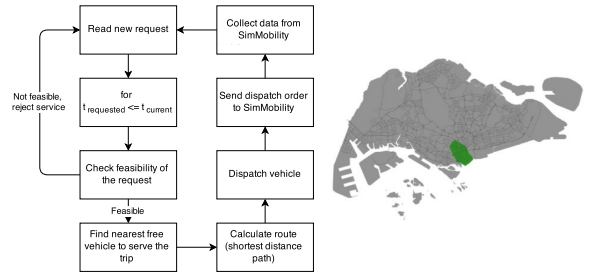 Read new request
Collect data from
SimMobility
Not feasible,
reject service
for
t requested <= t current
Send dispatch order
to SimMobility
Check feasibility of
the request
Dispatch vehicle
Feasible
Find nearest free
vehicle to serve the
trip
Calculate route
(shortest distance
path)